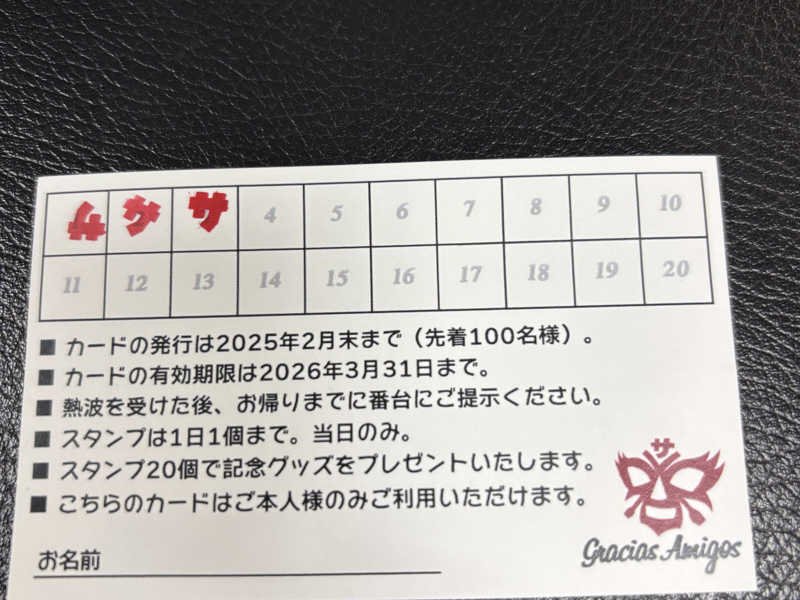 サ サ サ 4 5 6 7 8 9 10
11 12 13 14 15 16 17 18 19 20
■ カードの発行は2025年2月末まで（先着100名様）。
■ カードの有効期限は2026年3月31日まで。
■ 熱波を受けた後、お帰りまでに番台にご提示ください。
■ スタンプは1日1個まで。当日のみ。
■ スタンプ20個で記念グッズをプレゼントいたします。
■ こちらのカードはご本人様のみご利用いただけます。
サ
Gracias Amigos
お名前